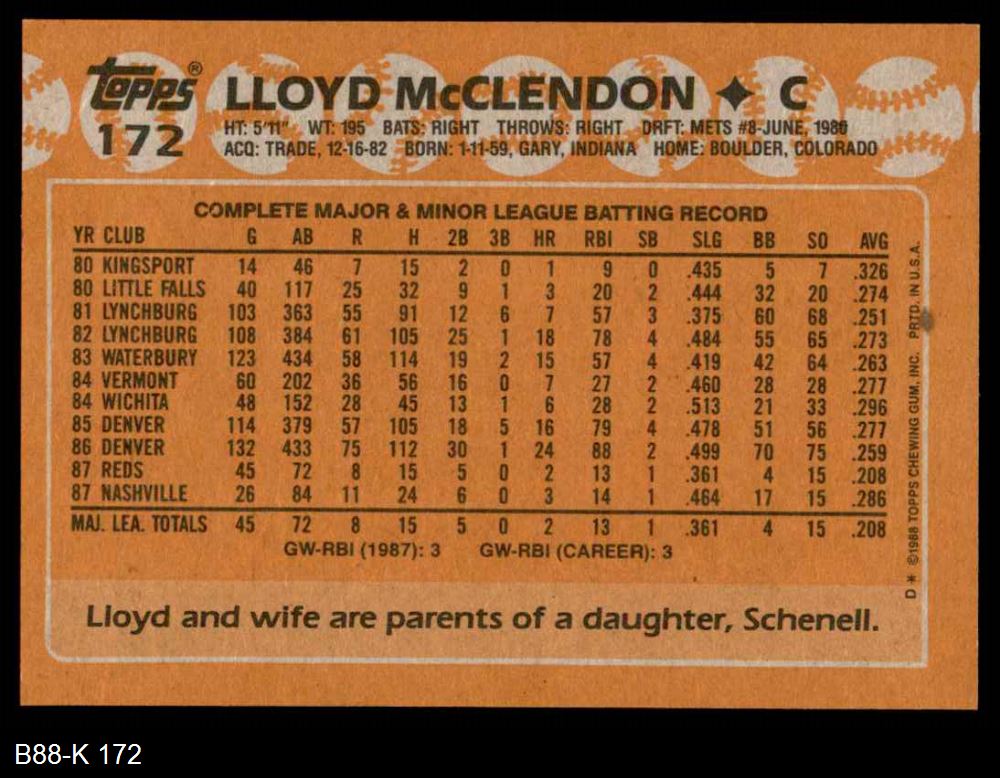 topps® LLOYD McCLENDON ✦ C
172
HT: 5'11" WT: 195 BATS: RIGHT THROWS: RIGHT DRFT: METS #8-JUNE, 1980
ACQ: TRADE, 12-16-82 BORN: 1-11-59, GARY, INDIANA HOME: BOULDER, COLORADO
COMPLETE MAJOR & MINOR LEAGUE BATTING RECORD
YR CLUB G AB R H 2B 3B HR RBI SB SLG BB SO AVG
80 KINGSPORT 14 46 7 15 2 0 1 9 0 .435 5 7 .326
80 LITTLE FALLS 40 117 25 32 9 1 3 20 2 .444 32 20 .274
81 LYNCHBURG 103 363 55 91 12 6 7 57 3 .375 60 68 .251
82 LYNCHBURG 108 384 61 105 25 1 18 78 4 .484 55 65 .273
83 WATERBURY 123 434 58 114 19 2 15 57 4 .419 42 64 .263
84 VERMONT 60 202 36 56 16 0 7 27 2 .460 28 28 .277
84 WICHITA 48 152 28 45 13 1 6 28 2 .513 21 33 .296
85 DENVER 114 379 57 105 18 5 16 79 4 .478 51 56 .277
86 DENVER 132 433 75 112 30 1 24 88 2 .499 70 75 .259
87 REDS 45 72 8 15 5 0 2 13 1 .361 4 15 .208
87 NASHVILLE 26 84 11 24 6 0 3 14 1 .464 17 15 .286
MAJ. LEA. TOTALS 45 72 8 15 5 0 2 13 1 .361 4 15 .208
GW-RBI (1987): 3 GW-RBI (CAREER): 3
Lloyd and wife are parents of a daughter, Schenell.
D * ©1988 TOPPS CHEWING GUM, INC. PRTD. IN U.S.A.
B88-K 172